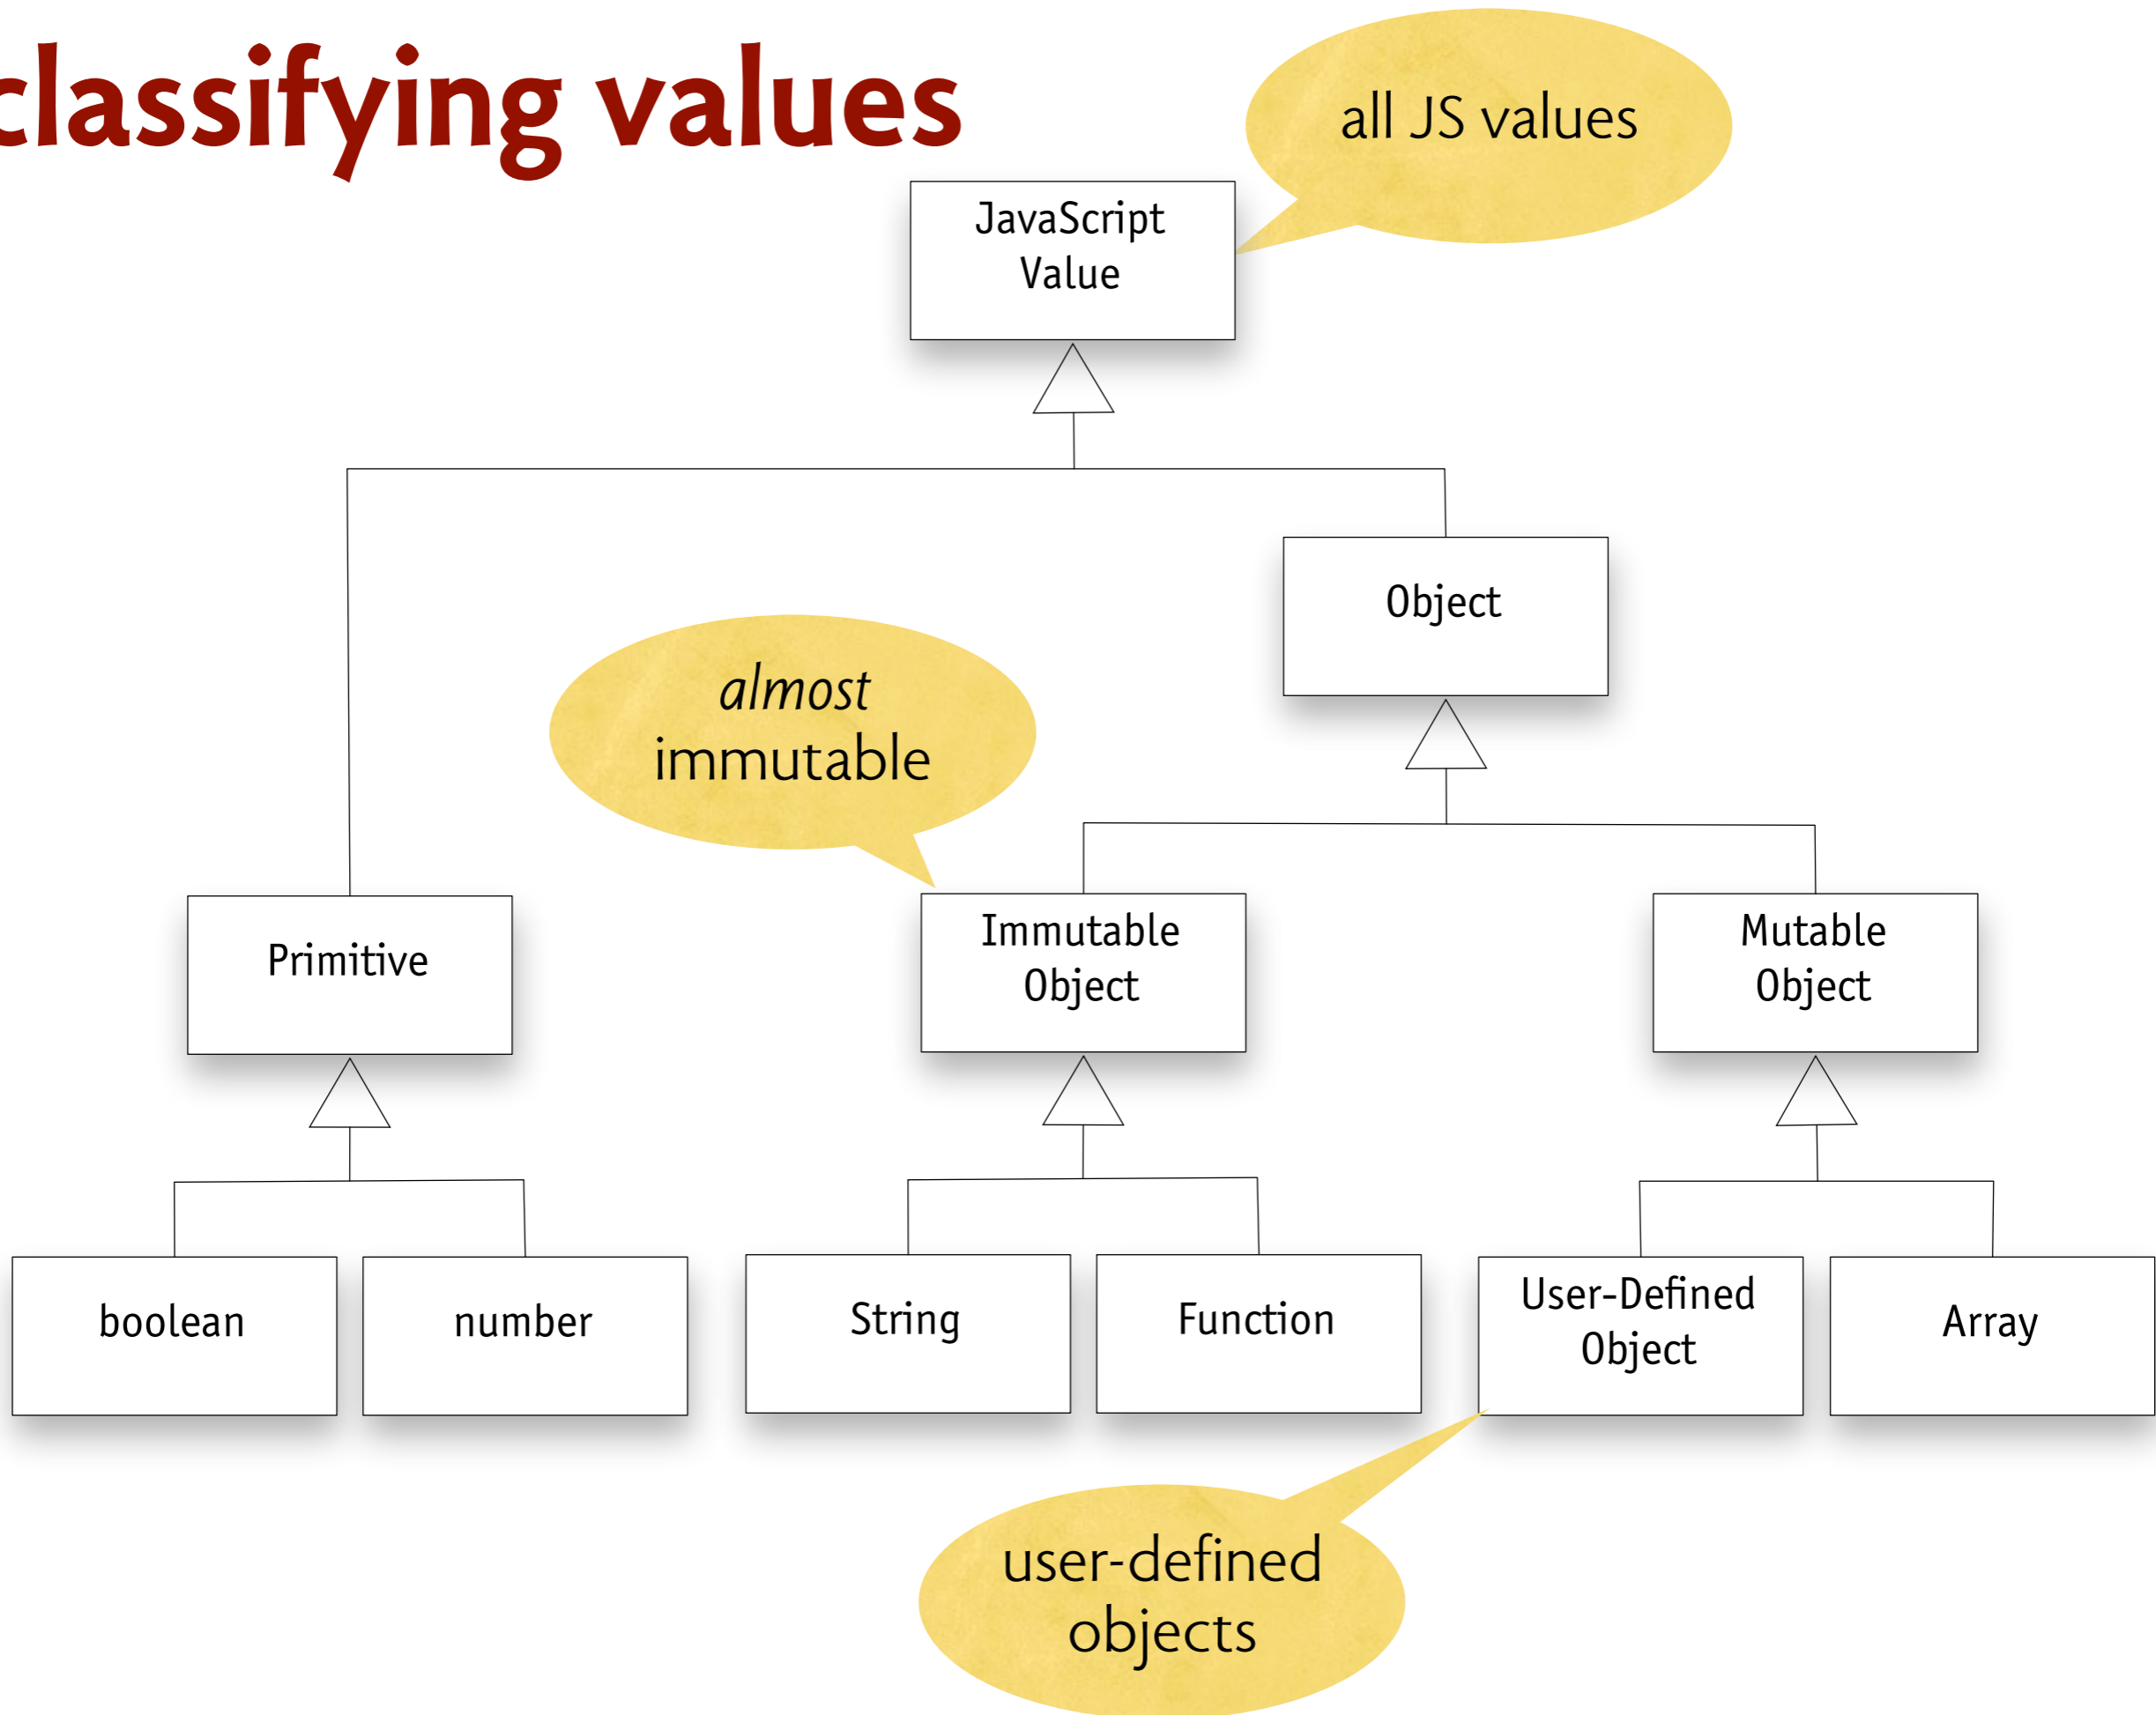 classifying values
all JS values
JavaScript
Value
Object
almost
immutable
Primitive
Immutable
Object
Mutable
Object
boolean
number
String
Function
User-Defined
Object
Array
user-defined
objects